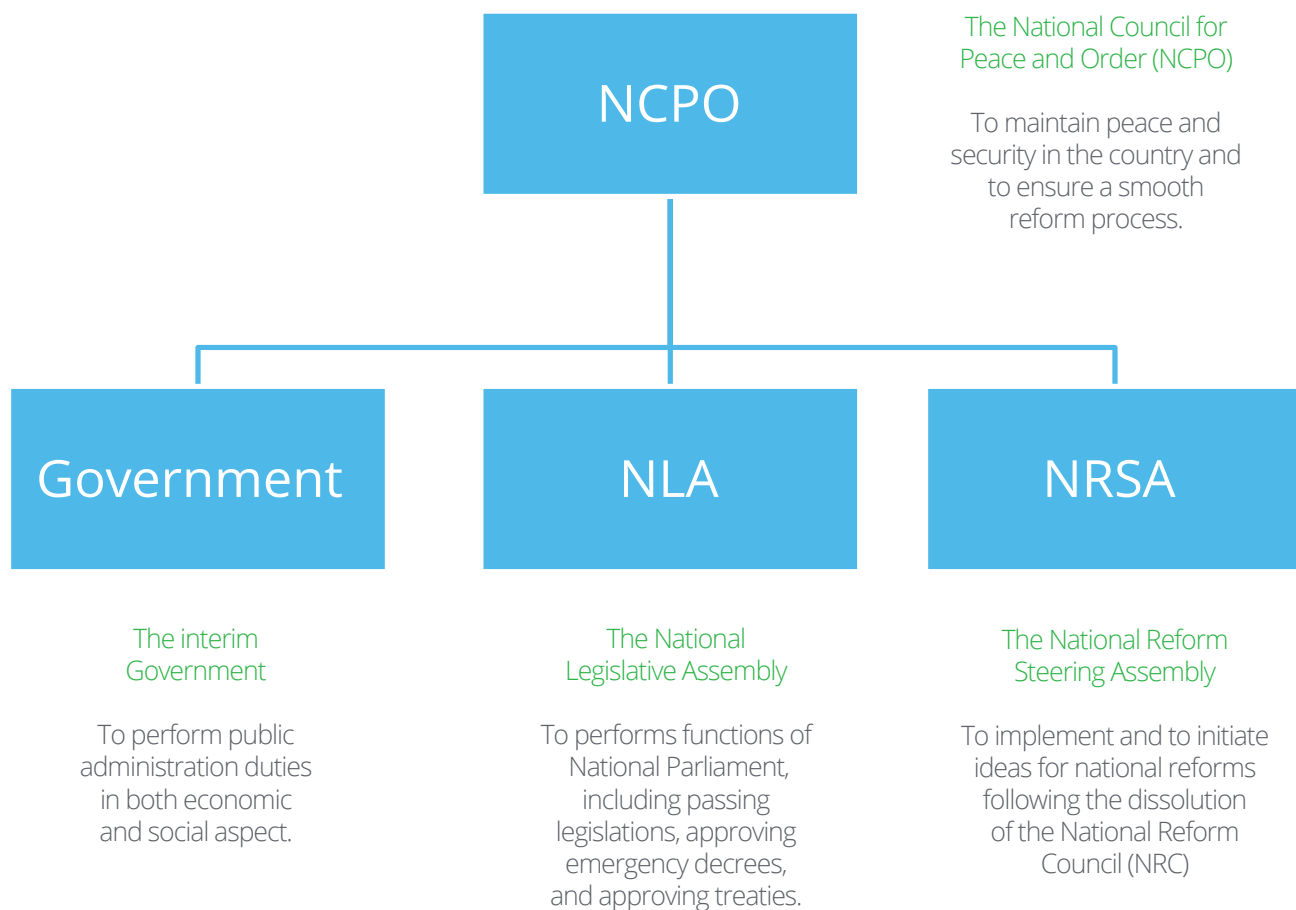 The National Council for
Peace and Order (NCPO)
NCPO
To maintain peace and
security in the country and
to ensure a smooth
reform process.
Government
NLA
NRSA
The interim
Government
To perform public
administration duties
in both economic
and social aspect.
The National
Legislative Assembly
To performs functions of
National Parliament,
including passing
legislations, approving
emergency decrees,
and approving treaties.
The National Reform
Steering Assembly
To implement and to initiate
ideas for national reforms
following the dissolution
of the National Reform
Council (NRC)